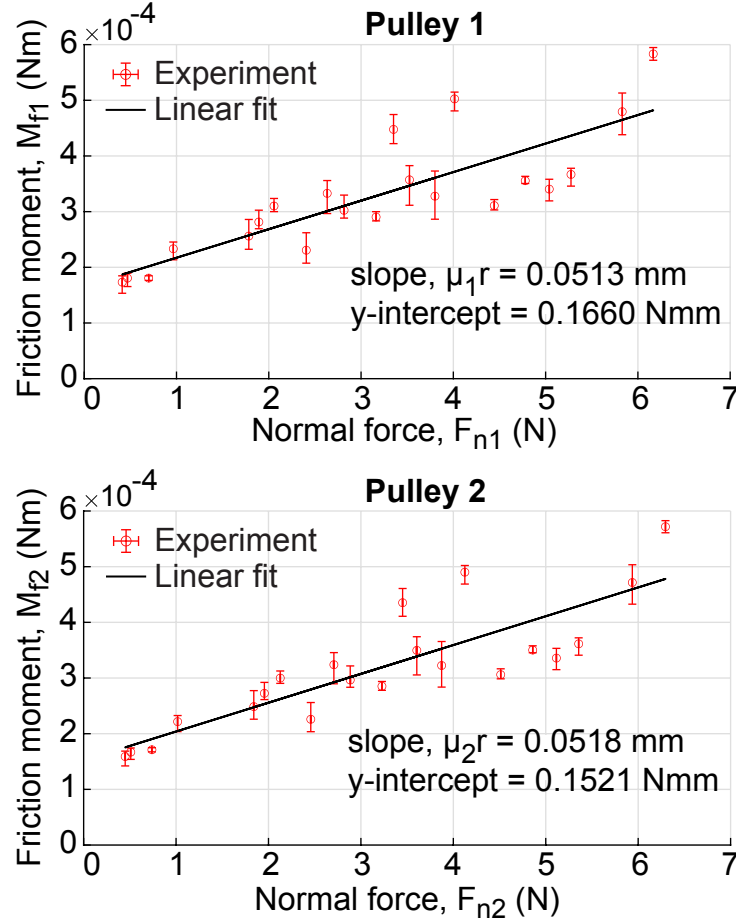 Pulley 1
×10⁻⁴
6
5
4
3
2
1
0
Friction moment, M_f1 (Nm)
Experiment
Linear fit
slope, μ₁r = 0.0513 mm
y-intercept = 0.1660 Nmm
0 1 2 3 4 5 6 7
Normal force, F_n1 (N)
Pulley 2
×10⁻⁴
6
5
4
3
2
1
0
Friction moment, M_f2 (Nm)
Experiment
Linear fit
slope, μ₂r = 0.0518 mm
y-intercept = 0.1521 Nmm
0 1 2 3 4 5 6 7
Normal force, F_n2 (N)